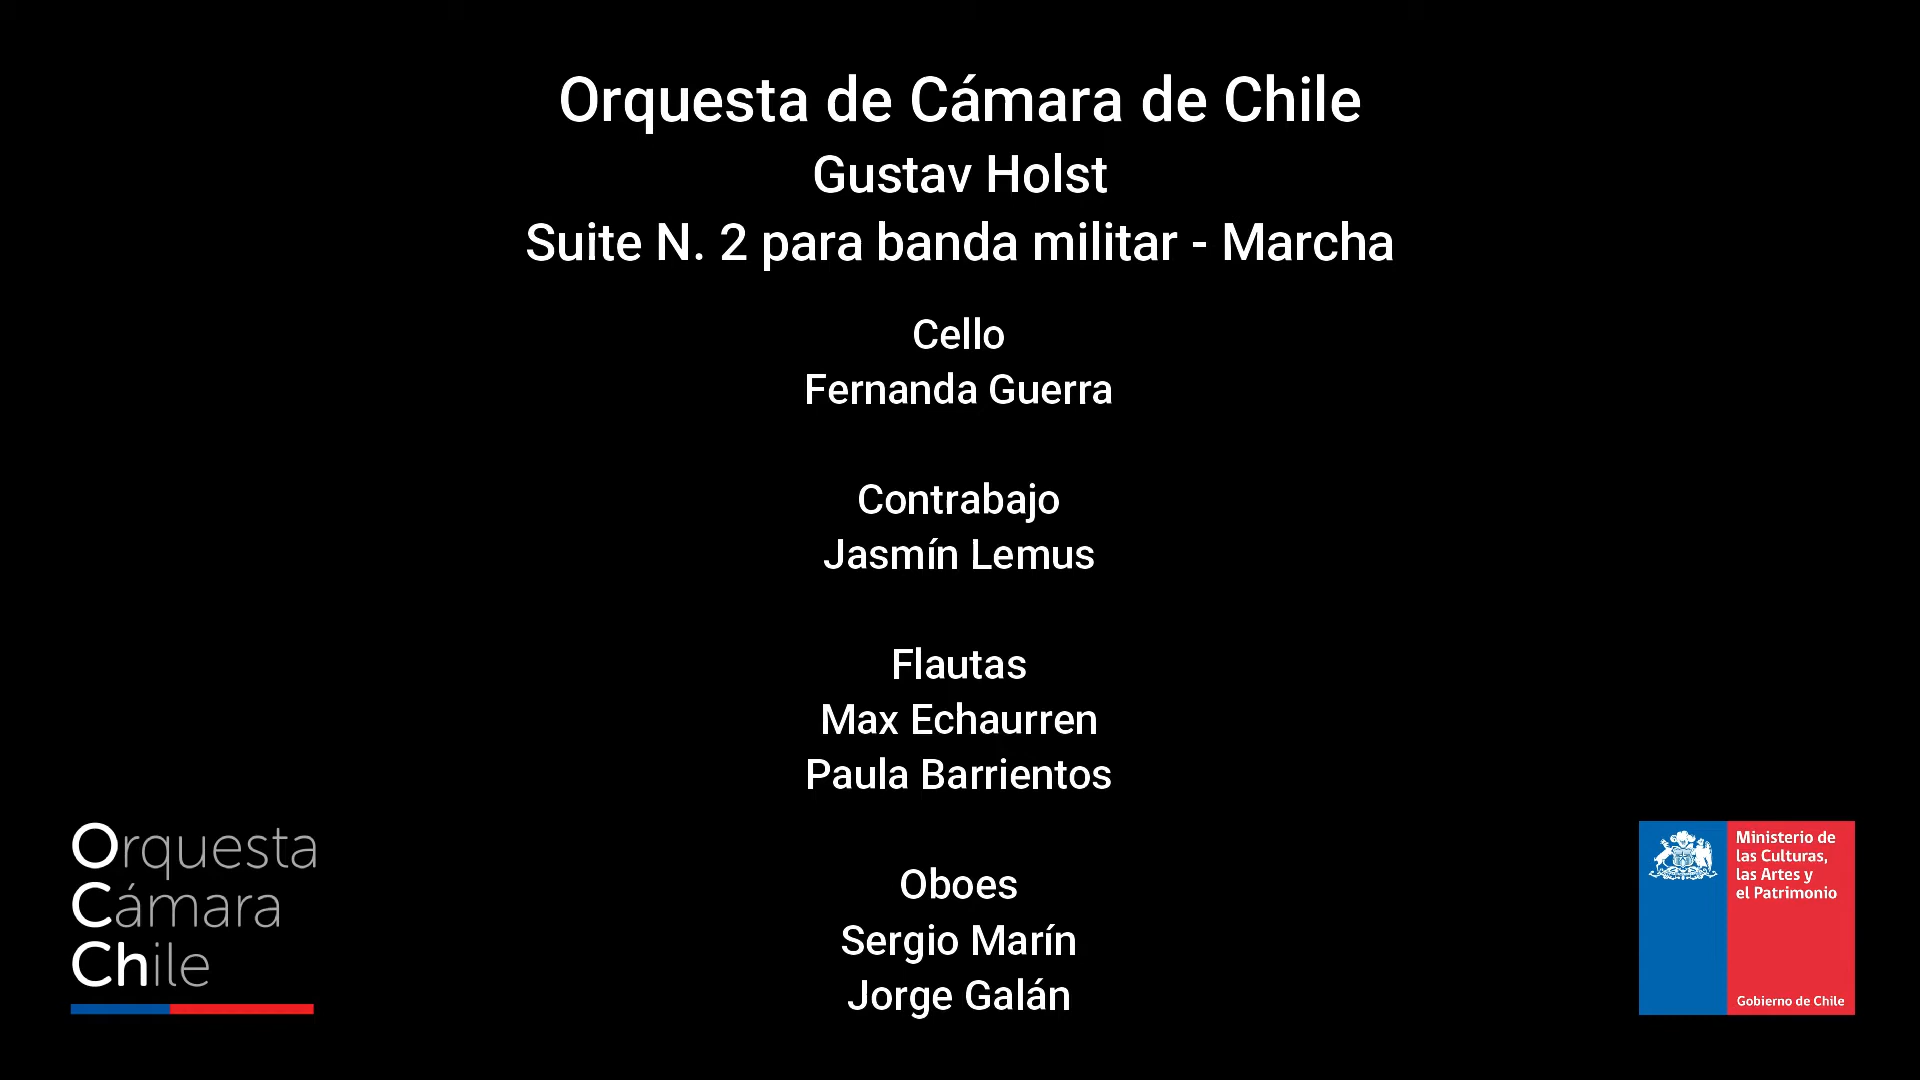 Orquesta de Cámara de Chile
Gustav Holst
Suite N. 2 para banda militar - Marcha
Cello
Fernanda Guerra
Contrabajo
Jasmín Lemus
Flautas
Max Echaurren
Paula Barrientos
Oboes
Sergio Marín
Jorge Galán
Orquesta
Cámara
Chile
Ministerio de
las Culturas,
las Artes y
el Patrimonio
Gobierno de Chile